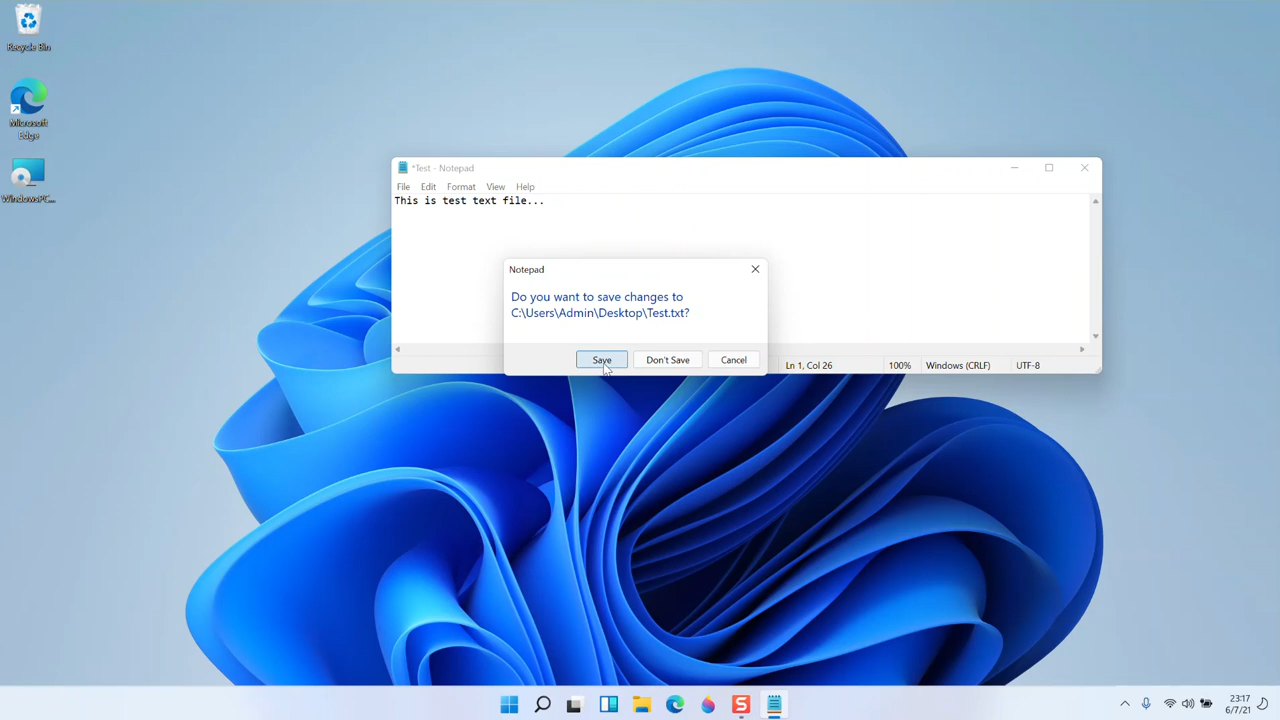 Recycle Bin
Microsoft
Edge
WindowsPC...
*Test - Notepad
File Edit Format View Help
This is test text file...
Notepad
Do you want to save changes to
C:\Users\Admin\Desktop\Test.txt?
Save Don't Save Cancel
Ln 1, Col 26 100% Windows (CRLF) UTF-8
S
23:17
6/7/21